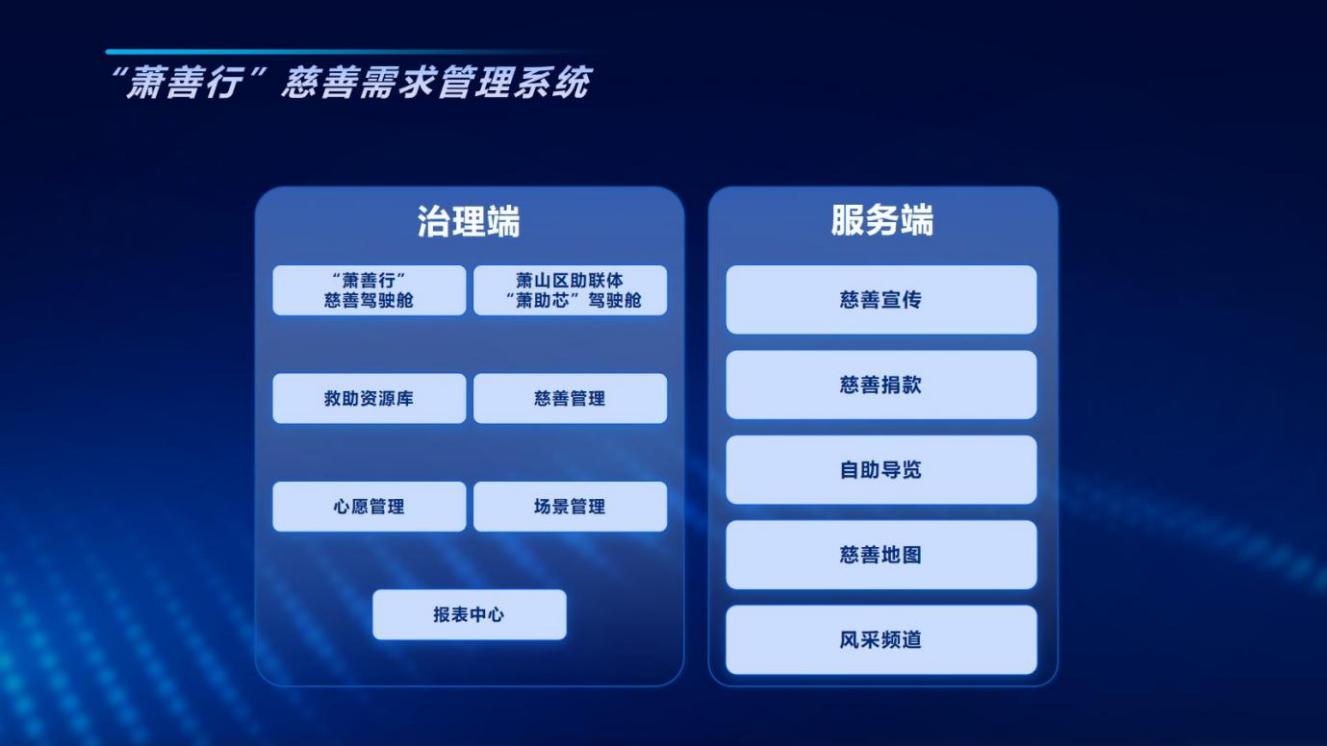 “萧善行”慈善需求管理系统
治理端
“萧善行”
慈善驾驶舱
萧山区助联体
“萧助芯”驾驶舱
救助资源库
慈善管理
心愿管理
场景管理
报表中心
服务端
慈善宣传
慈善捐款
自助导览
慈善地图
风采频道